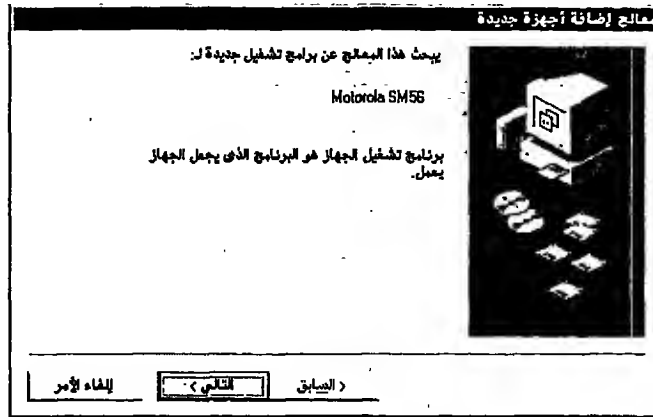 معالج إضافة أجهزة جديدة
يبحث هذا المعالج عن برامج تشغيل جديدة لـ:
Motorola SM56
برنامج تشغيل الجهاز هو البرنامج الذى يجعل الجهاز
يعمل.
< السابق
التالي >
إلغاء الأمر